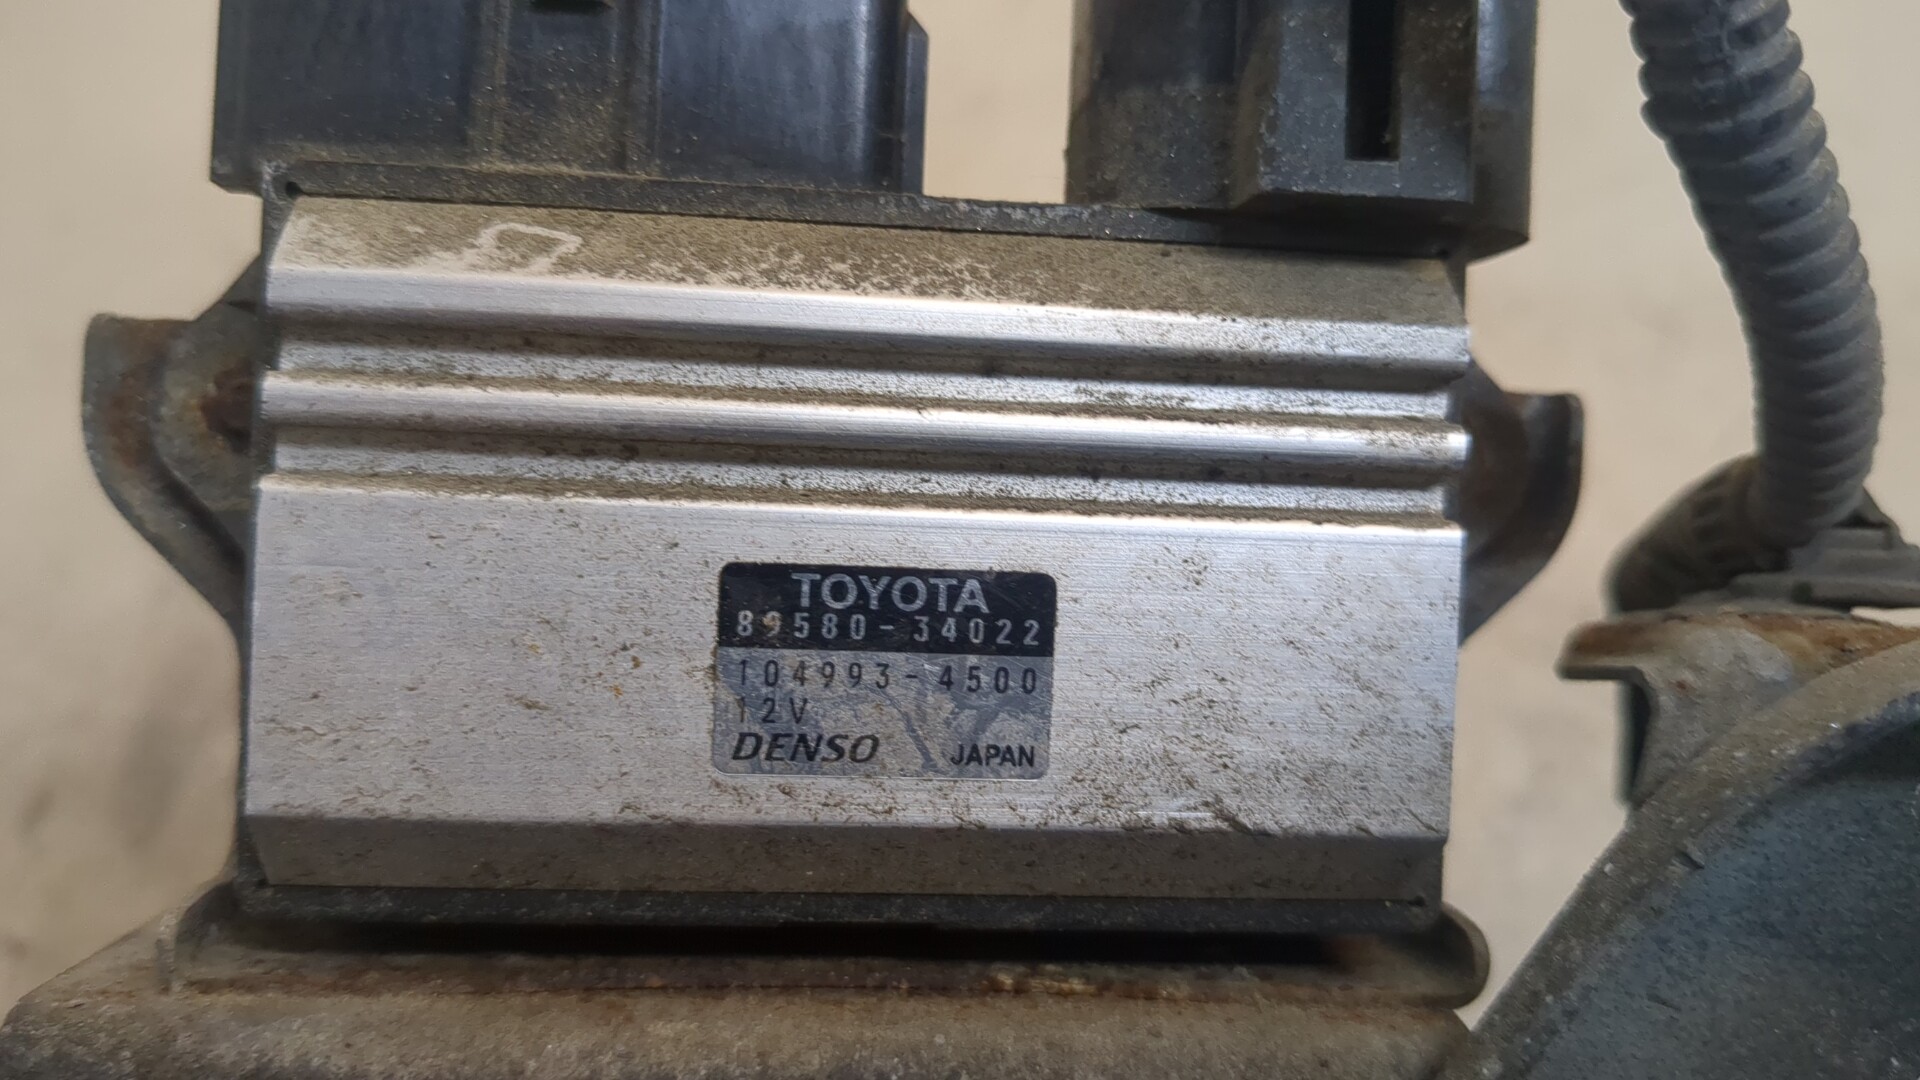 TOYOTA
89580-34022
104993-4500
12V
DENSO JAPAN